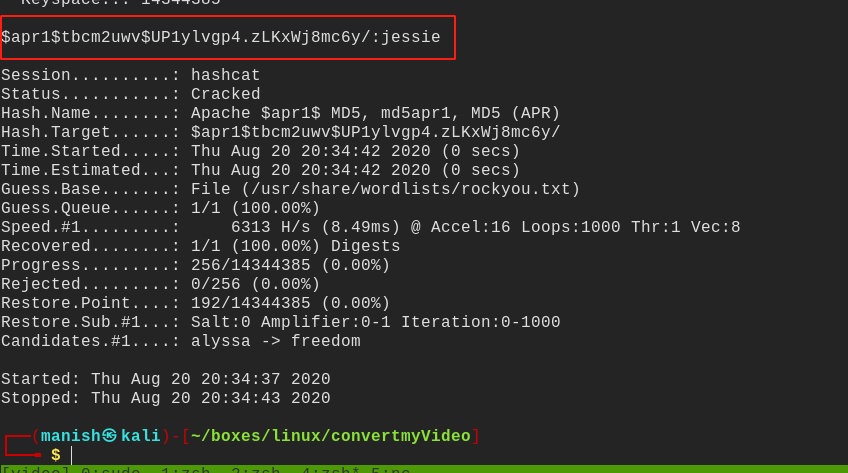 Keyspace..: 14344385
$apr1$tbcm2uwv$UP1ylvgp4.zLKxWj8mc6y/:jessie
Session..........: hashcat
Status...........: Cracked
Hash.Name........: Apache $apr1$ MD5, md5apr1, MD5 (APR)
Hash.Target......: $apr1$tbcm2uwv$UP1ylvgp4.zLKxWj8mc6y/
Time.Started.....: Thu Aug 20 20:34:42 2020 (0 secs)
Time.Estimated...: Thu Aug 20 20:34:42 2020 (0 secs)
Guess.Base.......: File (/usr/share/wordlists/rockyou.txt)
Guess.Queue......: 1/1 (100.00%)
Speed.#1.........:     6313 H/s (8.49ms) @ Accel:16 Loops:1000 Thr:1 Vec:8
Recovered........: 1/1 (100.00%) Digests
Progress.........: 256/14344385 (0.00%)
Rejected.........: 0/256 (0.00%)
Restore.Point....: 192/14344385 (0.00%)
Restore.Sub.#1...: Salt:0 Amplifier:0-1 Iteration:0-1000
Candidates.#1....: alyssa -> freedom
Started: Thu Aug 20 20:34:37 2020
Stopped: Thu Aug 20 20:34:43 2020
┌──(manish㉿kali)-[~/boxes/linux/convertmyVideo]
└─$
[video] 0:sudo  1:zsh  2:zsh  4:zsh* 5:nc